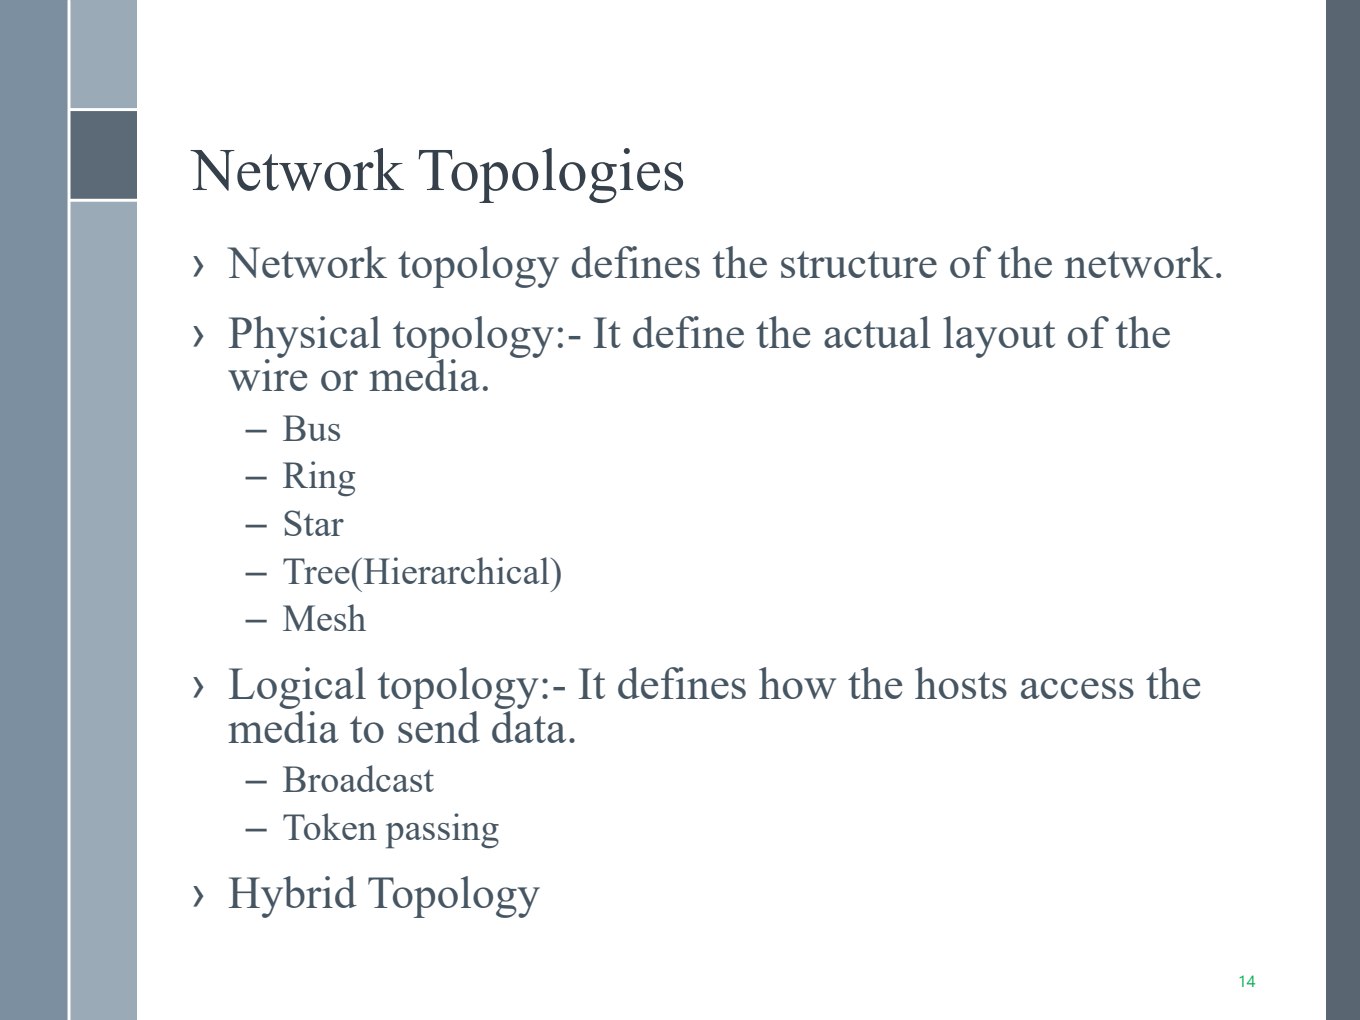 Network Topologies
› Network topology defines the structure of the network.
› Physical topology:- It define the actual layout of the
wire or media.
– Bus
– Ring
– Star
– Tree(Hierarchical)
– Mesh
› Logical topology:- It defines how the hosts access the
media to send data.
– Broadcast
– Token passing
› Hybrid Topology
14